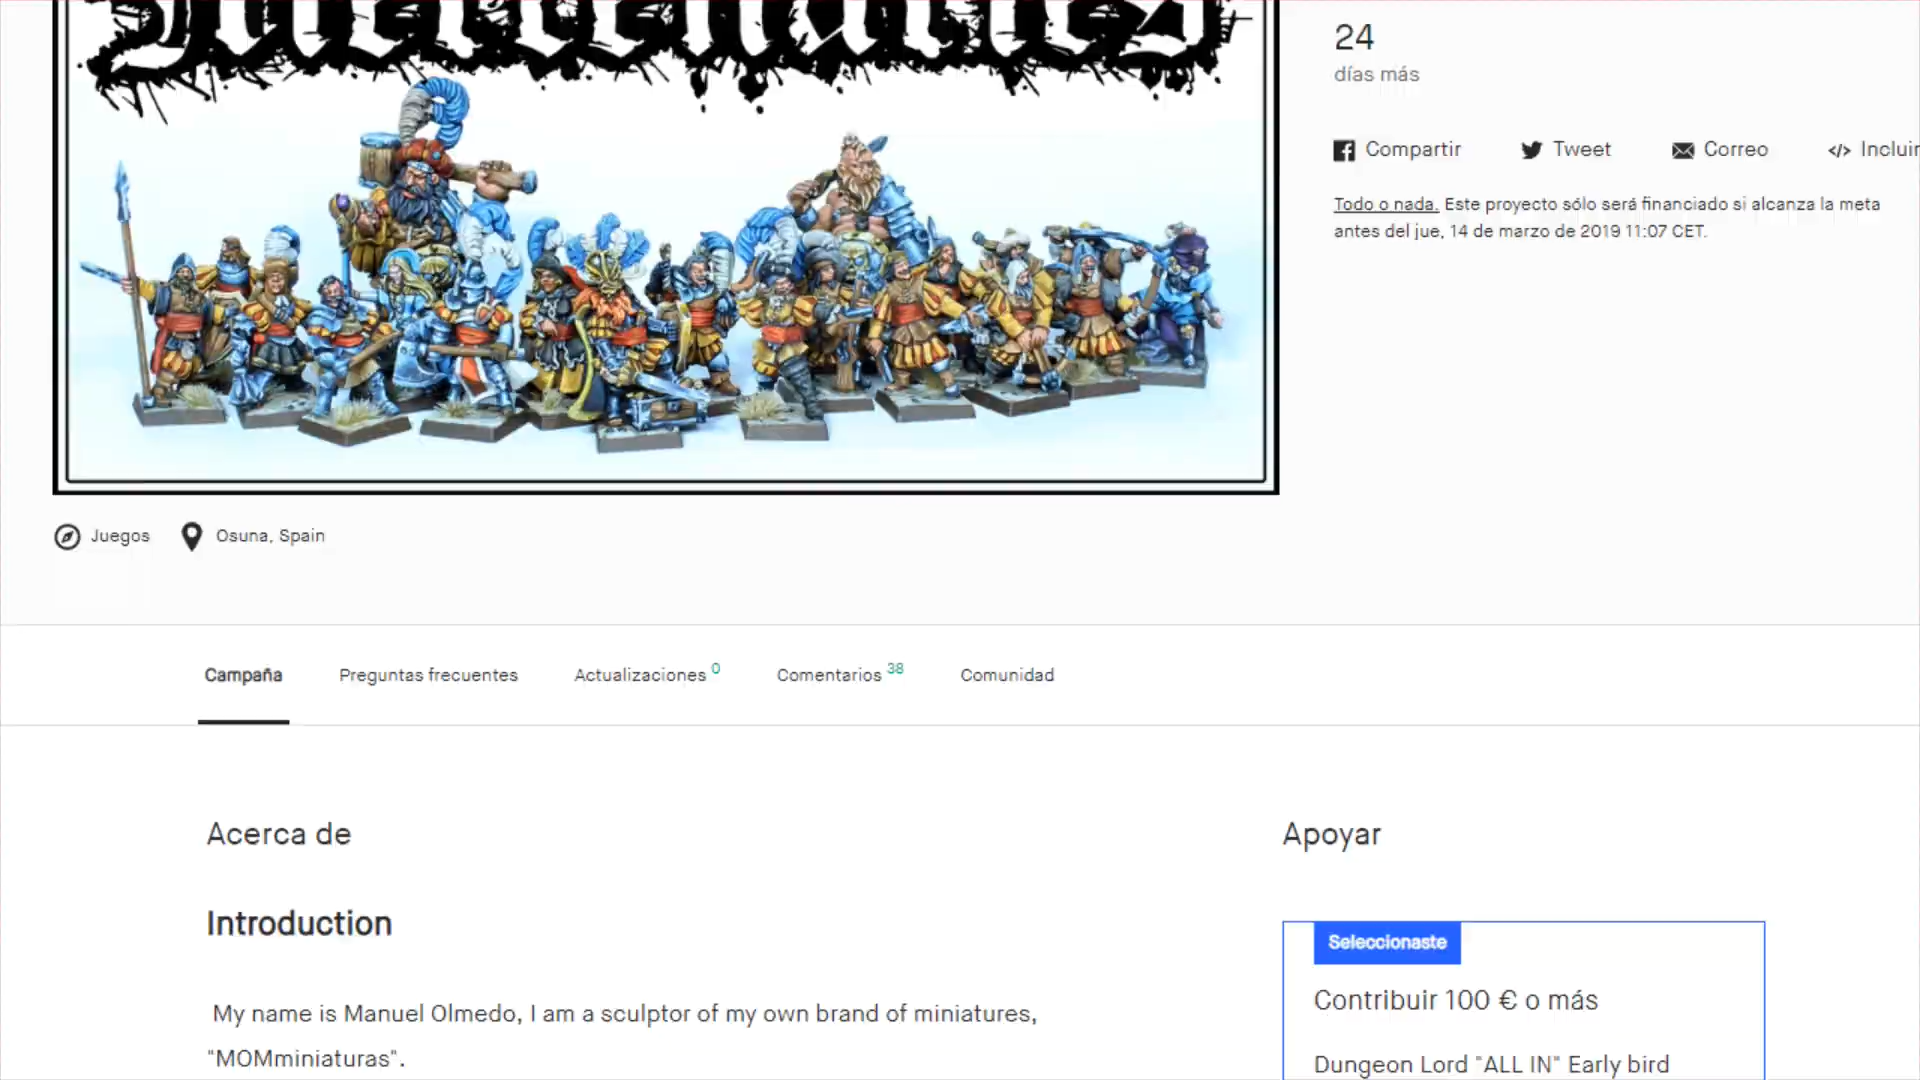 24
días más
Compartir
Tweet
Correo
</> Incluir
Todo o nada. Este proyecto sólo será financiado si alcanza la meta
antes del jue, 14 de marzo de 2019 11:07 CET.
Juegos
Osuna, Spain
Campaña
Preguntas frecuentes
Actualizaciones 0
Comentarios 38
Comunidad
Acerca de
Introduction
My name is Manuel Olmedo, I am a sculptor of my own brand of miniatures,
"MOMminiaturas".
Apoyar
Seleccionaste
Contribuir 100 € o más
Dungeon Lord "ALL IN" Early bird